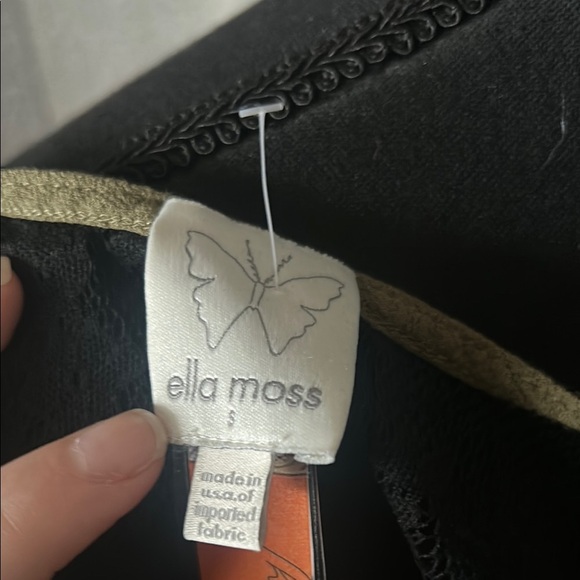 ella moss
S
made in
u.s.a. of
imported
fabric